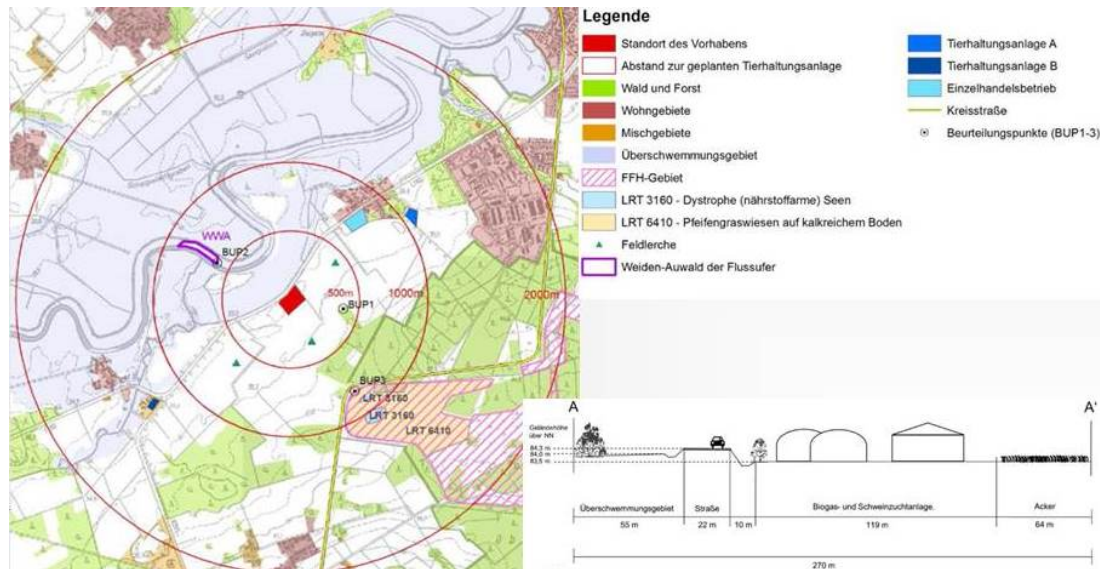 Legende
Standort des Vorhabens
Abstand zur geplanten Tierhaltungsanlage
Wald und Forst
Wohngebiete
Mischgebiete
Überschwemmungsgebiet
FFH-Gebiet
LRT 3160 - Dystrophe (nährstoffarme) Seen
LRT 6410 - Pfeifengraswiesen auf kalkreichem Boden
Feldlerche
Weiden-Auwald der Flussufer
Tierhaltungsanlage A
Tierhaltungsanlage B
Einzelhandelsbetrieb
Kreisstraße
Beurteilungspunkte (BUP1-3)
WWA
BUP2
500m
1000m
2000m
BUP1
BUP3
LRT 3160
LRT 3160
LRT 6410
A
A'
Geländehöhe
über NN
84,3 m
84,0 m
83,5 m
Überschwemmungsgebiet
Straße
Biogas- und Schweinzuchtanlage.
Acker
55 m
22 m
10 m
119 m
64 m
270 m